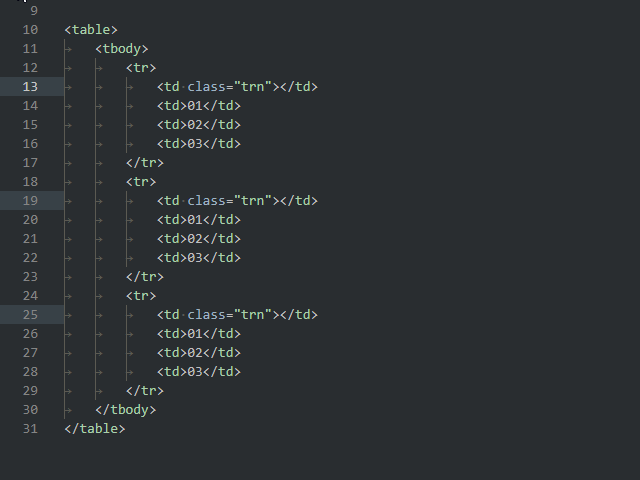 9
10 <table>
11 → <tbody>
12 → → <tr>
13 → → → <td·class="trn"></td>
14 → → → <td>01</td>
15 → → → <td>02</td>
16 → → → <td>03</td>
17 → → </tr>
18 → → <tr>
19 → → → <td·class="trn"></td>
20 → → → <td>01</td>
21 → → → <td>02</td>
22 → → → <td>03</td>
23 → → </tr>
24 → → <tr>
25 → → → <td·class="trn"></td>
26 → → → <td>01</td>
27 → → → <td>02</td>
28 → → → <td>03</td>
29 → → </tr>
30 → </tbody>
31 </table>